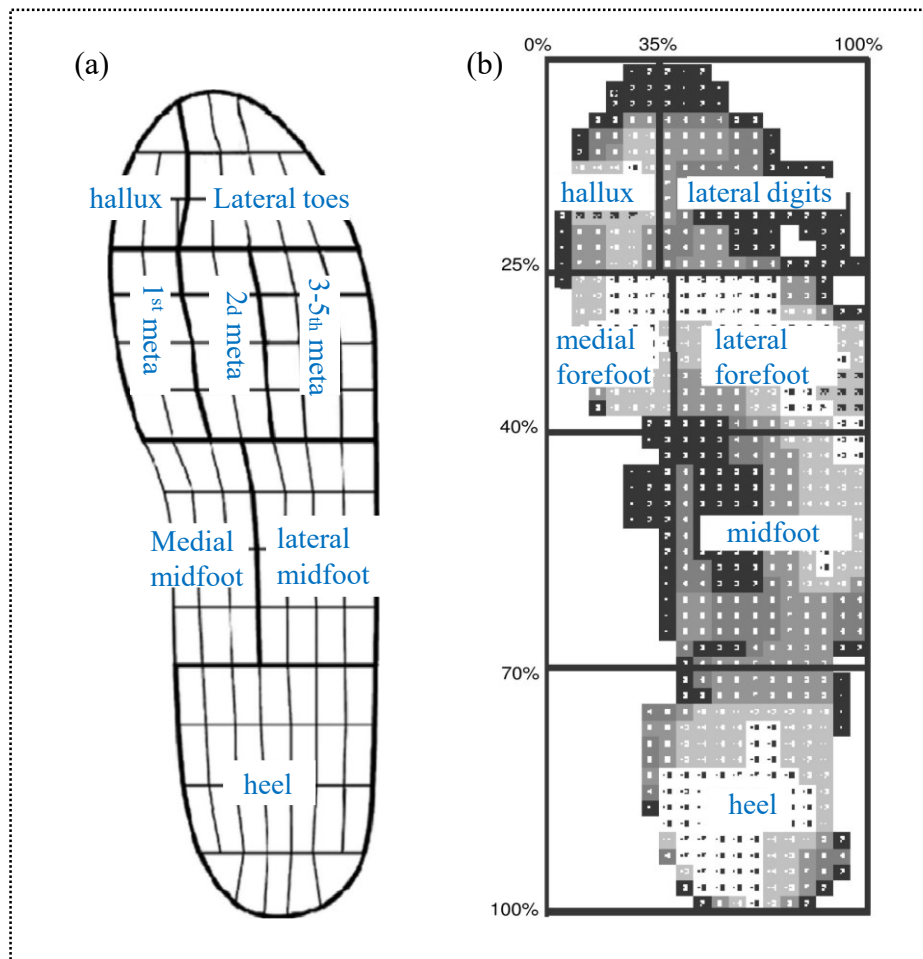 (a)
hallux
Lateral toes
1st meta
2d meta
3-5th meta
Medial
midfoot
lateral
midfoot
heel
0%
35%
100%
(b)
hallux
lateral digits
25%
medial
forefoot
lateral
forefoot
40%
midfoot
70%
heel
100%